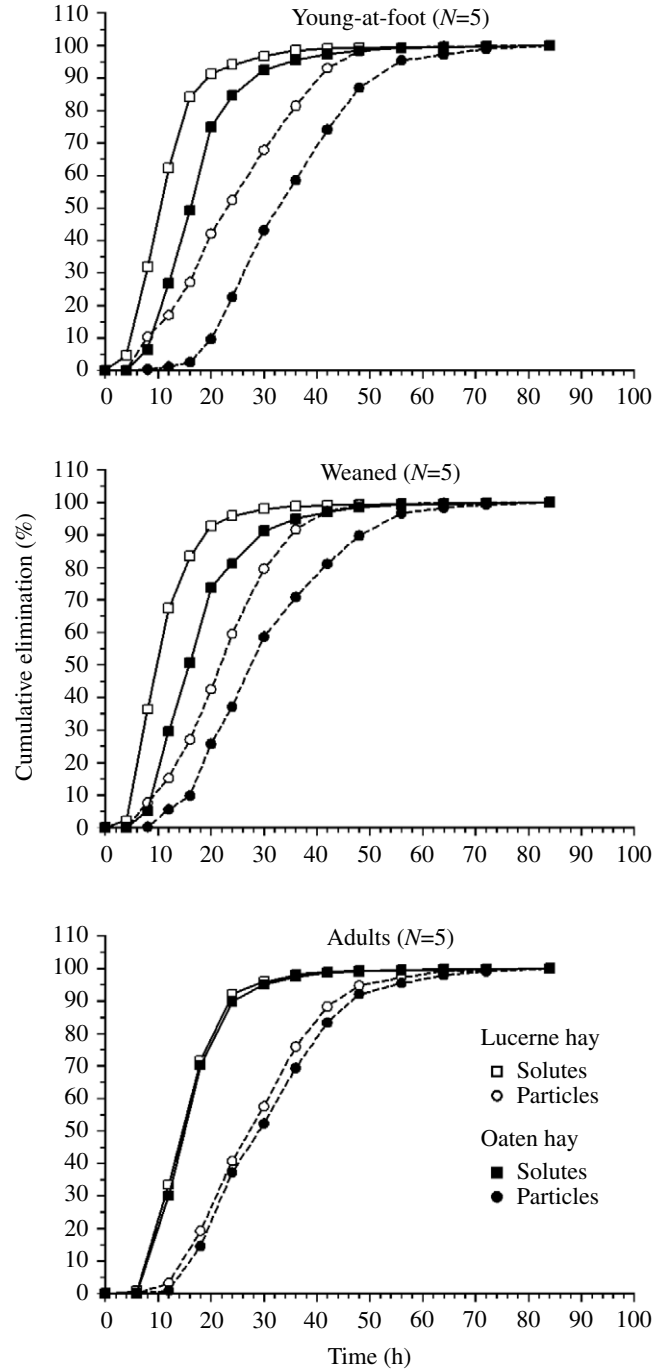 Young-at-foot (N=5)
110
100
90
80
70
60
50
40
30
20
10
0
0 10 20 30 40 50 60 70 80 90 100
Weaned (N=5)
Cumulative elimination (%)
110
100
90
80
70
60
50
40
30
20
10
0
0 10 20 30 40 50 60 70 80 90 100
Adults (N=5)
110
100
90
80
70
60
50
40
30
20
10
0
Lucerne hay
Solutes
Particles
Oaten hay
Solutes
Particles
0 10 20 30 40 50 60 70 80 90 100
Time (h)